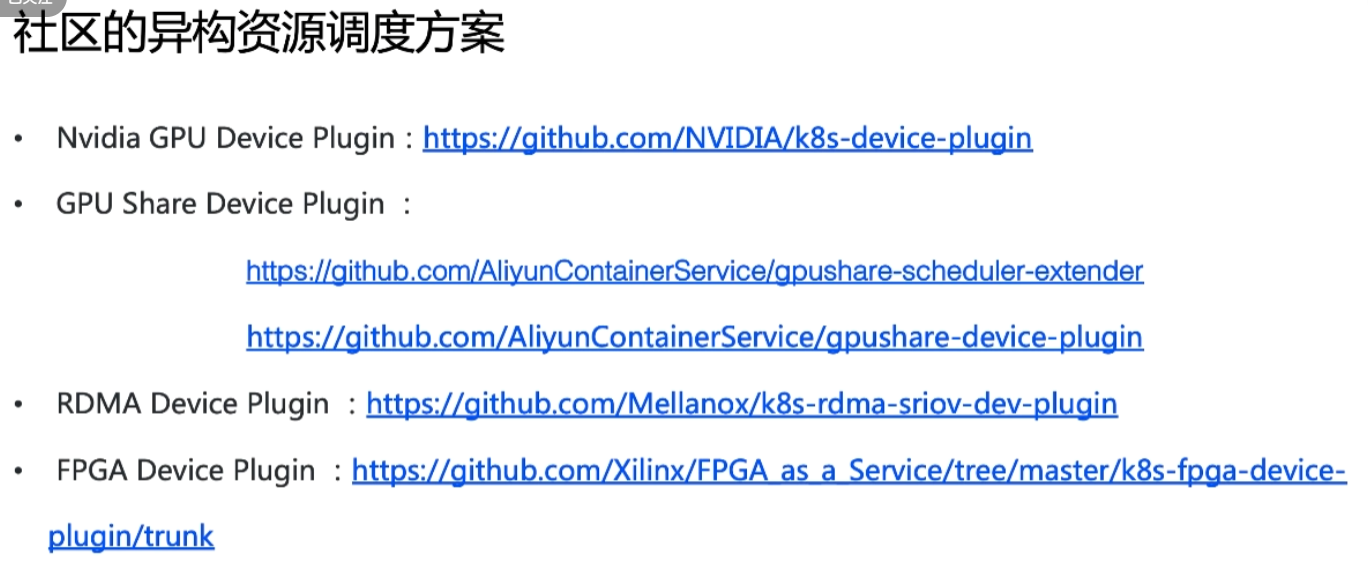 已关注
社区的异构资源调度方案
• Nvidia GPU Device Plugin：https://github.com/NVIDIA/k8s-device-plugin
• GPU Share Device Plugin ：
https://github.com/AliyunContainerService/gpushare-scheduler-extender
https://github.com/AliyunContainerService/gpushare-device-plugin
• RDMA Device Plugin ：https://github.com/Mellanox/k8s-rdma-sriov-dev-plugin
• FPGA Device Plugin ：https://github.com/Xilinx/FPGA_as_a_Service/tree/master/k8s-fpga-device-
plugin/trunk